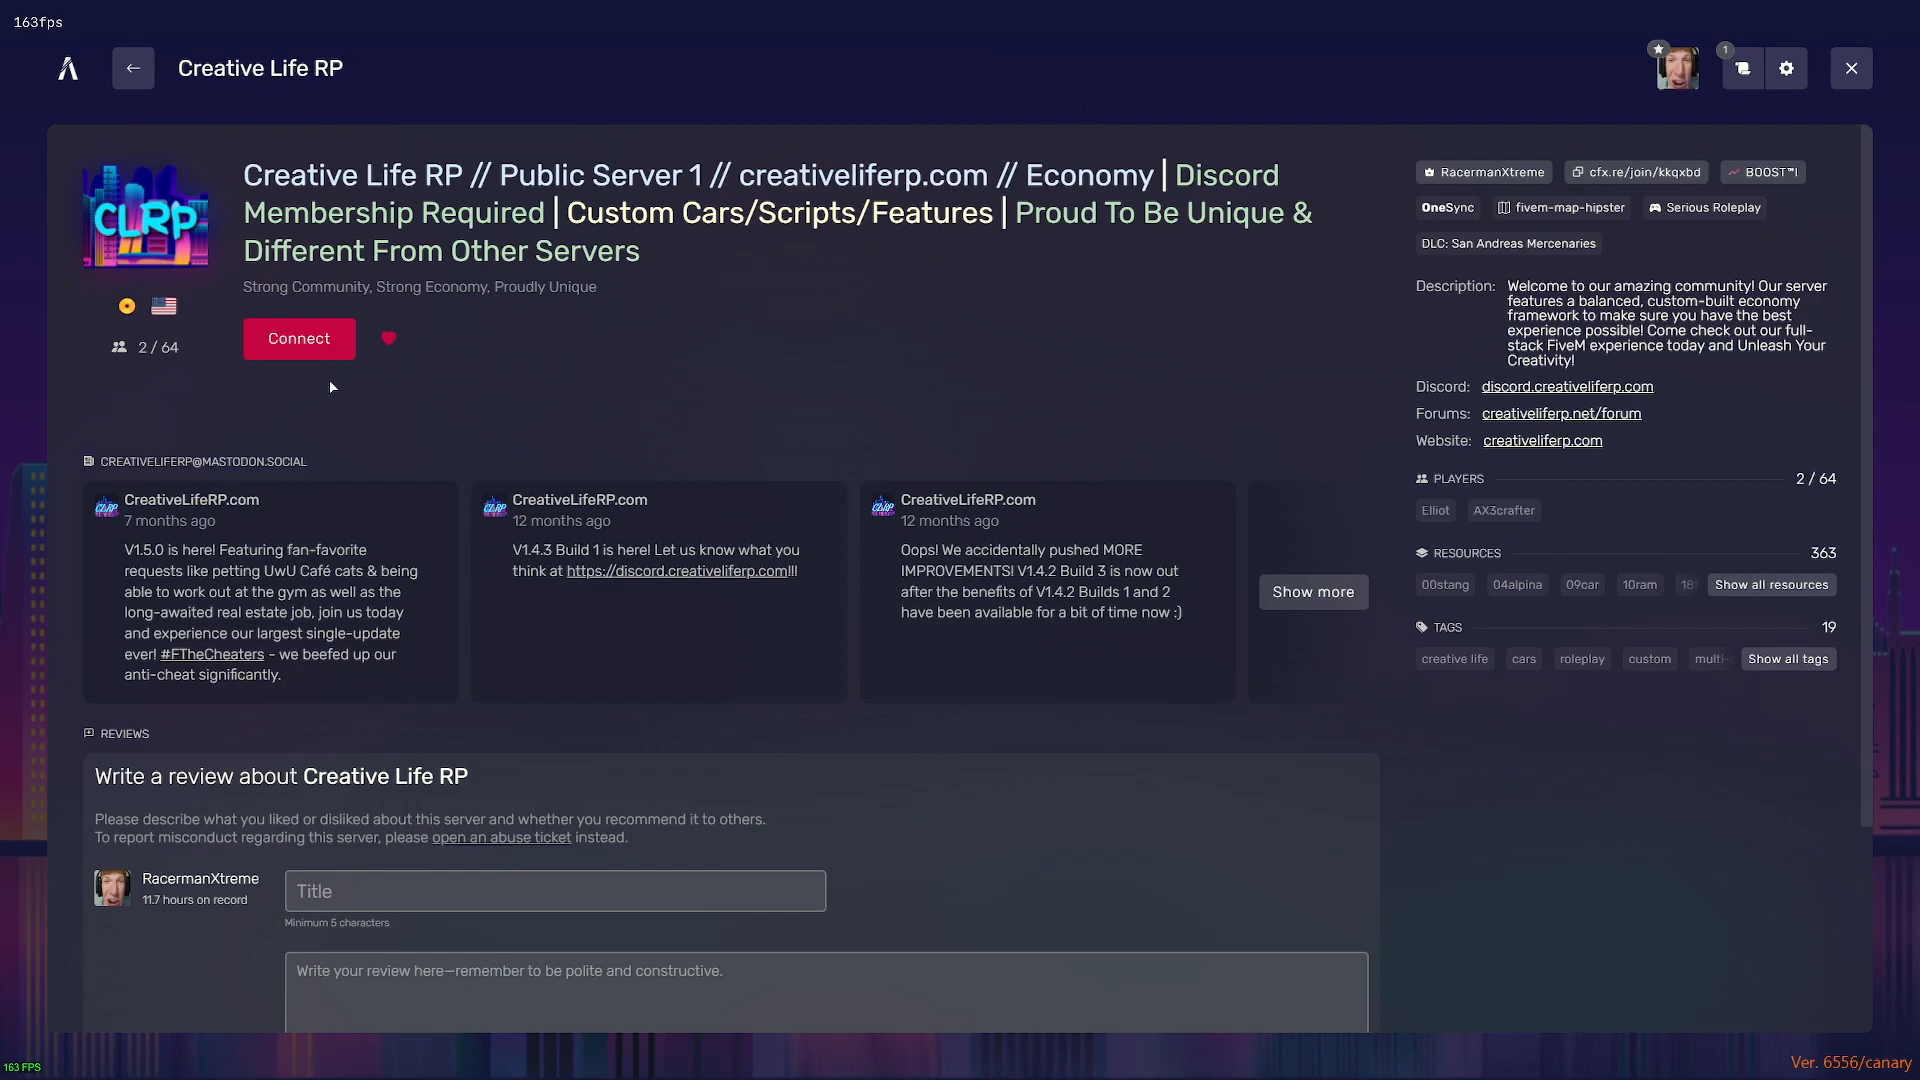 163fps
Creative Life RP
1
Creative Life RP // Public Server 1 // creativeliferp.com // Economy | Discord
Membership Required | Custom Cars/Scripts/Features | Proud To Be Unique &
Different From Other Servers
Strong Community, Strong Economy, Proudly Unique
CLRP
2 / 64
Connect
RacermanXtreme
cfx.re/join/kkqxbd
BOOST™!
OneSync
fivem-map-hipster
Serious Roleplay
DLC: San Andreas Mercenaries
Description: Welcome to our amazing community! Our server
features a balanced, custom-built economy
framework to make sure you have the best
experience possible! Come check out our full-
stack FiveM experience today and Unleash Your
Creativity!
Discord: discord.creativeliferp.com
Forums: creativeliferp.net/forum
Website: creativeliferp.com
PLAYERS 2 / 64
Elliot AX3crafter
RESOURCES 363
00stang 04alpina 09car 10ram 18f Show all resources
TAGS 19
creative life cars roleplay custom multi- Show all tags
CREATIVELIFERP@MASTODON.SOCIAL
CLRP
CreativeLifeRP.com
7 months ago
V1.5.0 is here! Featuring fan-favorite
requests like petting UwU Café cats & being
able to work out at the gym as well as the
long-awaited real estate job, join us today
and experience our largest single-update
ever! #FTheCheaters - we beefed up our
anti-cheat significantly.
CLRP
CreativeLifeRP.com
12 months ago
V1.4.3 Build 1 is here! Let us know what you
think at https://discord.creativeliferp.com!!!
CLRP
CreativeLifeRP.com
12 months ago
Oops! We accidentally pushed MORE
IMPROVEMENTS! V1.4.2 Build 3 is now out
after the benefits of V1.4.2 Builds 1 and 2
have been available for a bit of time now :)
Show more
REVIEWS
Write a review about Creative Life RP
Please describe what you liked or disliked about this server and whether you recommend it to others.
To report misconduct regarding this server, please open an abuse ticket instead.
RacermanXtreme
11.7 hours on record
Title
Minimum 5 characters
Write your review here—remember to be polite and constructive.
163 FPS
Ver. 6556/canary